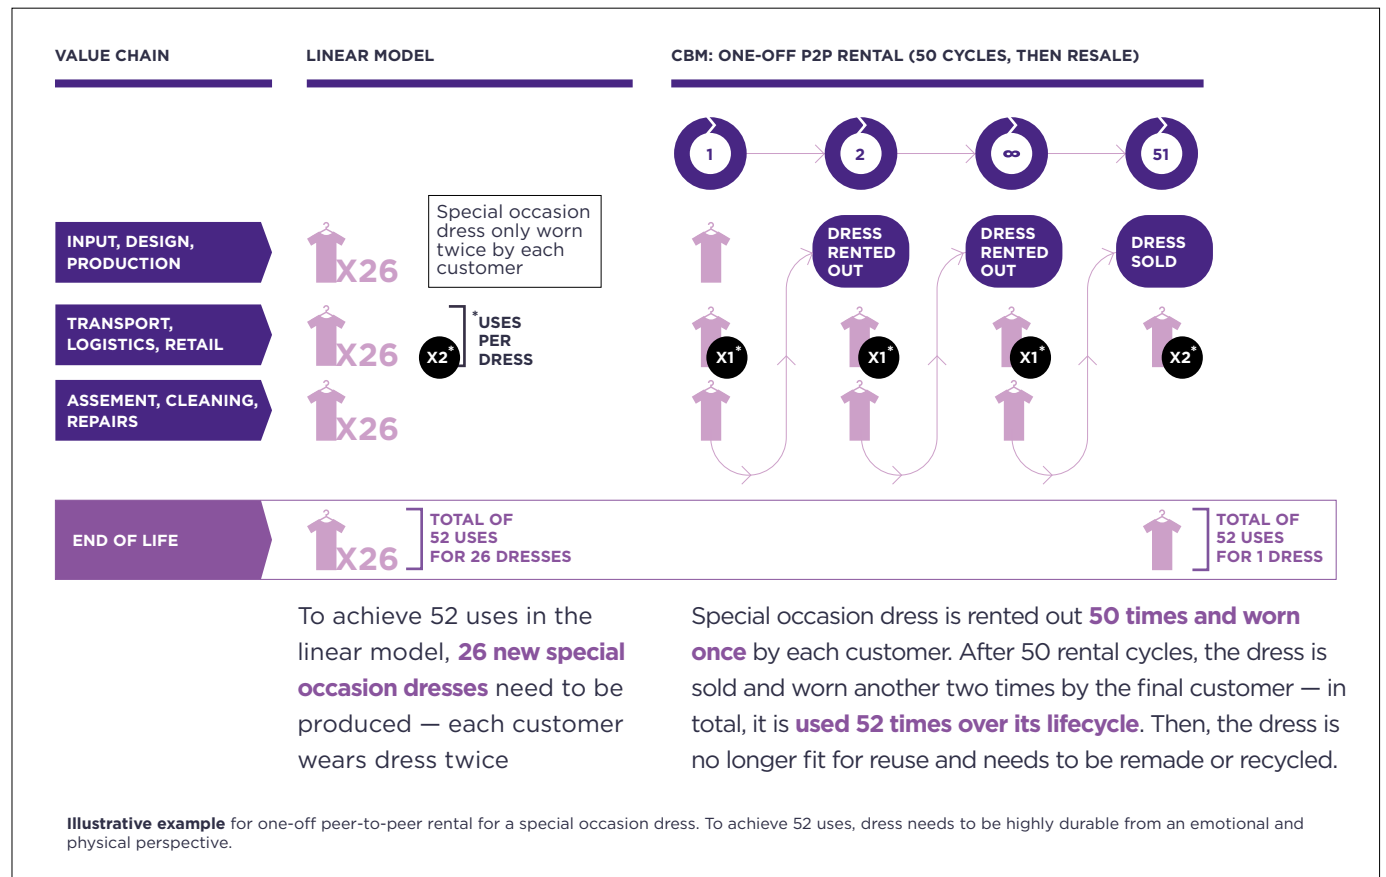 VALUE CHAIN
LINEAR MODEL
CBM: ONE-OFF P2P RENTAL (50 CYCLES, THEN RESALE)
1
2
∞
51
INPUT, DESIGN,
PRODUCTION
X26
Special occasion
dress only worn
twice by each
customer
DRESS
RENTED
OUT
DRESS
RENTED
OUT
DRESS
SOLD
TRANSPORT,
LOGISTICS, RETAIL
X26
X2*
*USES
PER
DRESS
X1*
X1*
X1*
X2*
ASSEMENT, CLEANING,
REPAIRS
X26
END OF LIFE
X26
TOTAL OF
52 USES
FOR 26 DRESSES
TOTAL OF
52 USES
FOR 1 DRESS
To achieve 52 uses in the
linear model, 26 new special
occasion dresses need to be
produced — each customer
wears dress twice
Special occasion dress is rented out 50 times and worn
once by each customer. After 50 rental cycles, the dress is
sold and worn another two times by the final customer — in
total, it is used 52 times over its lifecycle. Then, the dress is
no longer fit for reuse and needs to be remade or recycled.
Illustrative example for one-off peer-to-peer rental for a special occasion dress. To achieve 52 uses, dress needs to be highly durable from an emotional and
physical perspective.